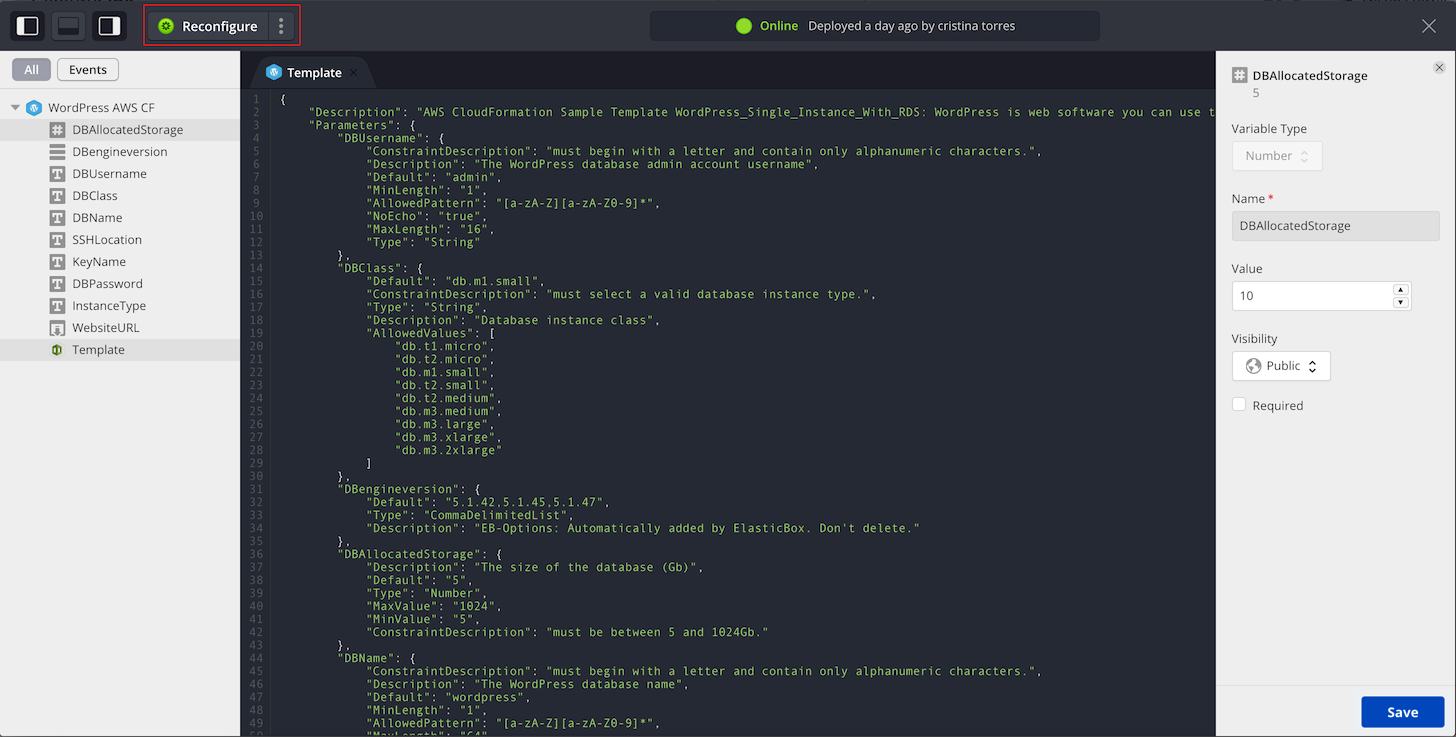 Reconfigure
Online Deployed a day ago by cristina torres
All
Events
WordPress AWS CF
DBAllocatedStorage
DBengineversion
DBUsername
DBClass
DBName
SSHLocation
KeyName
DBPassword
InstanceType
WebsiteURL
Template
Template
1 {
2 "Description": "AWS CloudFormation Sample Template WordPress_Single_Instance_With_RDS: WordPress is web software you can use t
3 "Parameters": {
4 "DBUsername": {
5 "ConstraintDescription": "must begin with a letter and contain only alphanumeric characters.",
6 "Description": "The WordPress database admin account username",
7 "Default": "admin",
8 "MinLength": "1",
9 "AllowedPattern": "[a-zA-Z][a-zA-Z0-9]*",
10 "NoEcho": "true",
11 "MaxLength": "16",
12 "Type": "String"
13 },
14 "DBClass": {
15 "Default": "db.m1.small",
16 "ConstraintDescription": "must select a valid database instance type.",
17 "Type": "String",
18 "Description": "Database instance class",
19 "AllowedValues": [
20 "db.t1.micro",
21 "db.t2.micro",
22 "db.m1.small",
23 "db.t2.small",
24 "db.t2.medium",
25 "db.m3.medium",
26 "db.m3.large",
27 "db.m3.xlarge",
28 "db.m3.2xlarge"
29 ]
30 },
31 "DBengineversion": {
32 "Default": "5.1.42,5.1.45,5.1.47",
33 "Type": "CommaDelimitedList",
34 "Description": "EB-Options: Automatically added by ElasticBox. Don't delete."
35 },
36 "DBAllocatedStorage": {
37 "Description": "The size of the database (Gb)",
38 "Default": "5",
39 "Type": "Number",
40 "MaxValue": "1024",
41 "MinValue": "5",
42 "ConstraintDescription": "must be between 5 and 1024Gb."
43 },
44 "DBName": {
45 "ConstraintDescription": "must begin with a letter and contain only alphanumeric characters.",
46 "Description": "The WordPress database name",
47 "Default": "wordpress",
48 "MinLength": "1",
49 "AllowedPattern": "[a-zA-Z][a-zA-Z0-9]*",
DBAllocatedStorage
5
Variable Type
Number
Name *
DBAllocatedStorage
Value
10
Visibility
Public
Required
Save